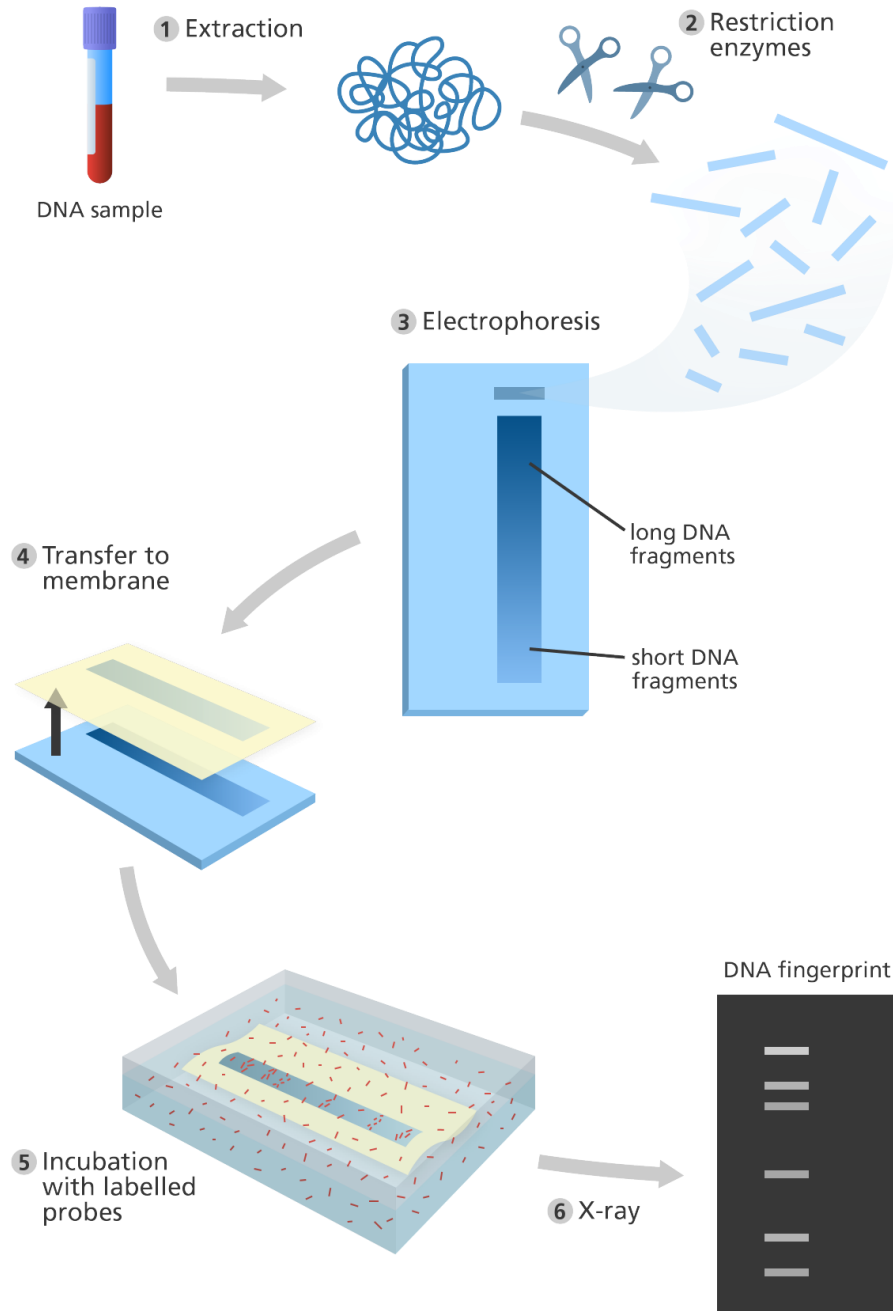 1 Extraction
2 Restriction
enzymes
DNA sample
3 Electrophoresis
long DNA
fragments
short DNA
fragments
4 Transfer to
membrane
5 Incubation
with labelled
probes
6 X-ray
DNA fingerprint